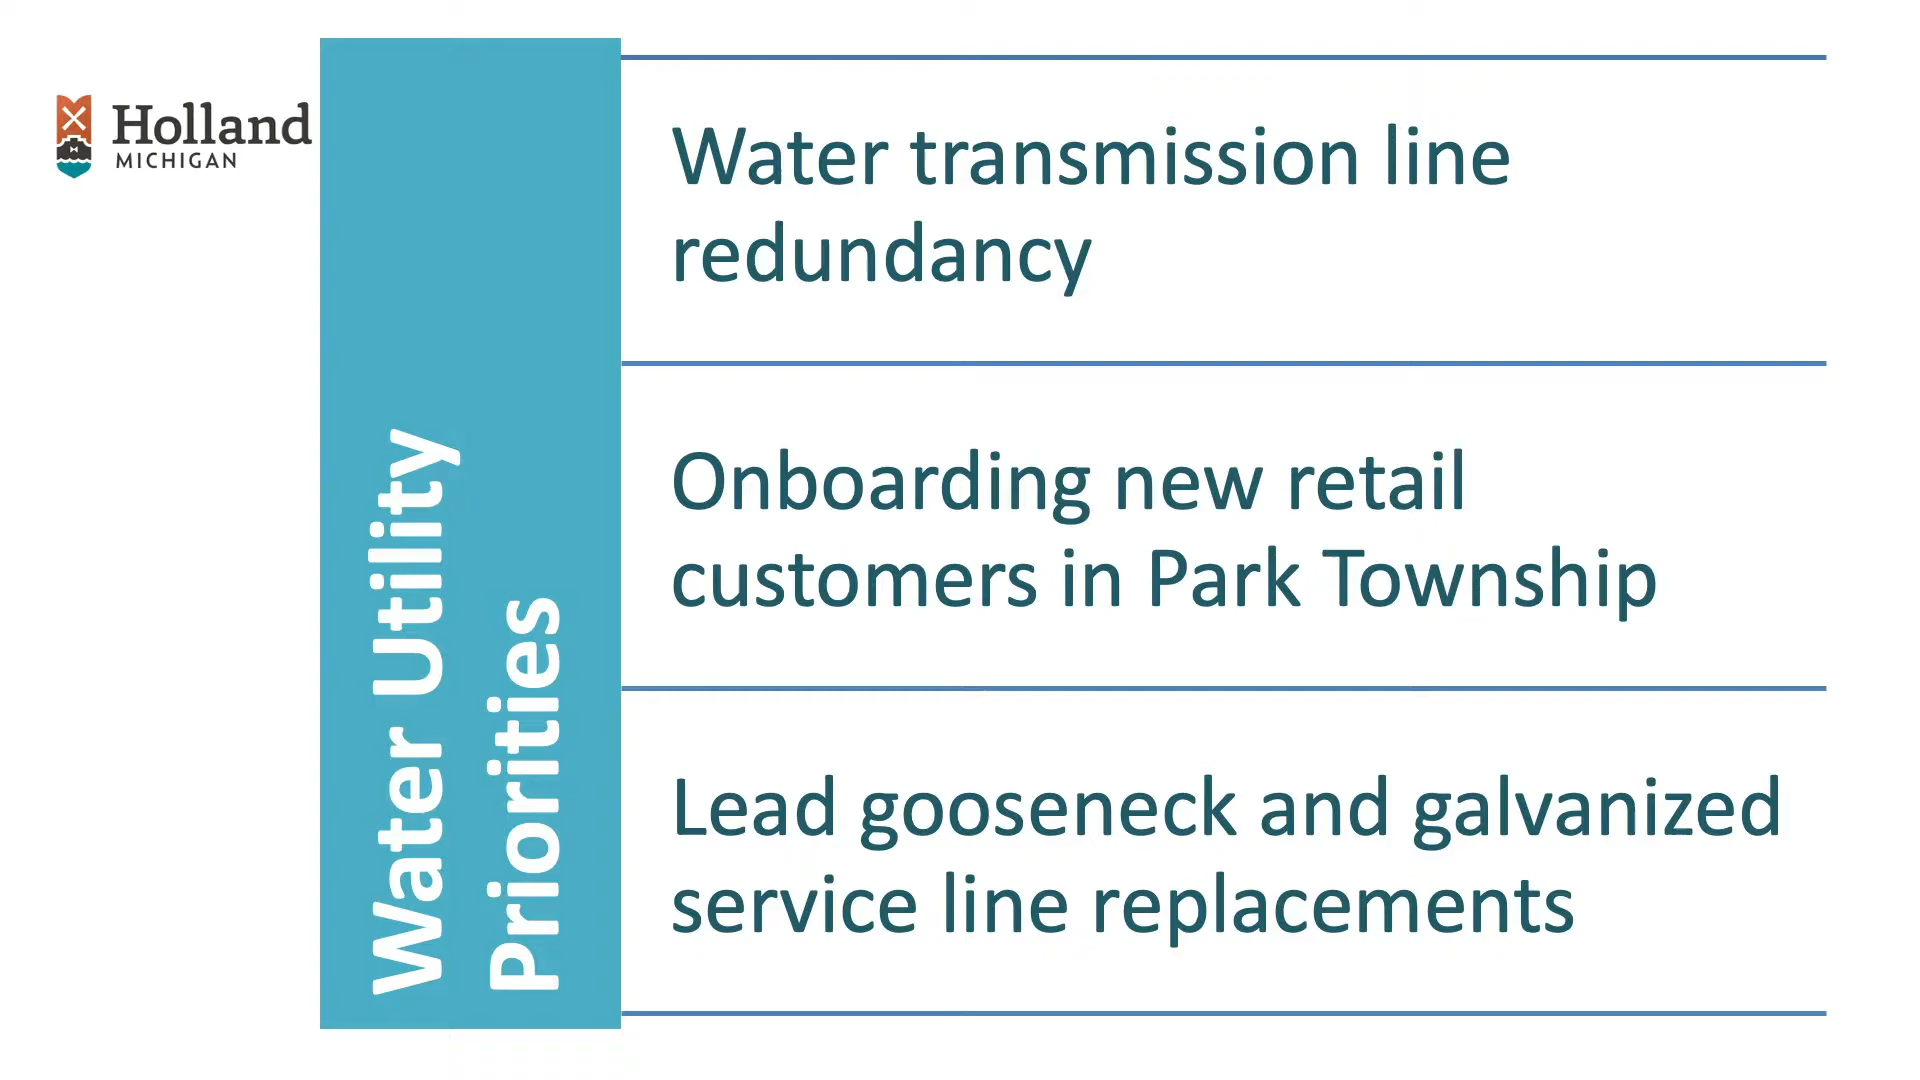 Holland
MICHIGAN
Water Utility
Priorities
Water transmission line
redundancy
Onboarding new retail
customers in Park Township
Lead gooseneck and galvanized
service line replacements